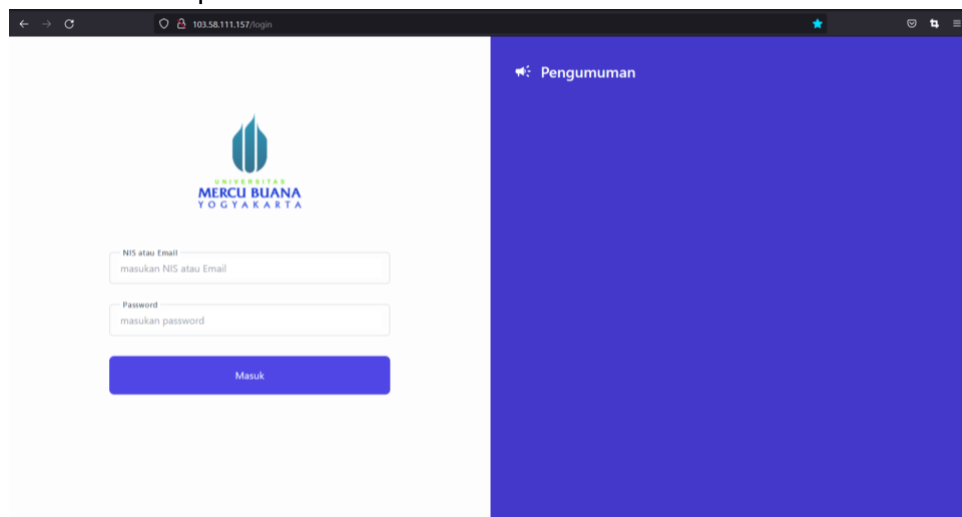 103.58.111.157/login
Pengumuman
UNIVERSITAS
MERCU BUANA
YOGYAKARTA
NIS atau Email
masukan NIS atau Email
Password
masukan password
Masuk